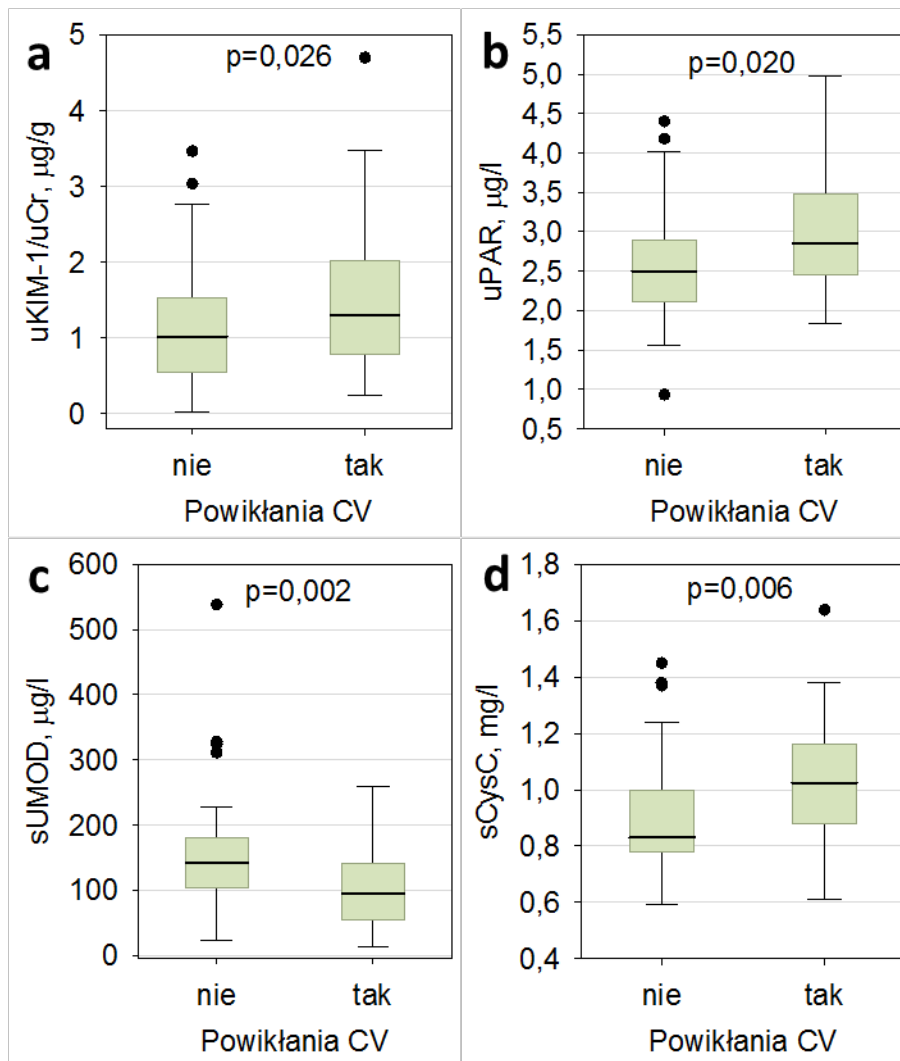 a
p=0,026
5
4
3
2
1
0
uKIM-1/uCr, µg/g
nie tak
Powikłania CV
b
p=0,020
5,5
5,0
4,5
4,0
3,5
3,0
2,5
2,0
1,5
1,0
0,5
uPAR, µg/l
nie tak
Powikłania CV
c
p=0,002
600
500
400
300
200
100
0
sUMOD, µg/l
nie tak
Powikłania CV
d
p=0,006
1,8
1,6
1,4
1,2
1,0
0,8
0,6
0,4
sCysC, mg/l
nie tak
Powikłania CV